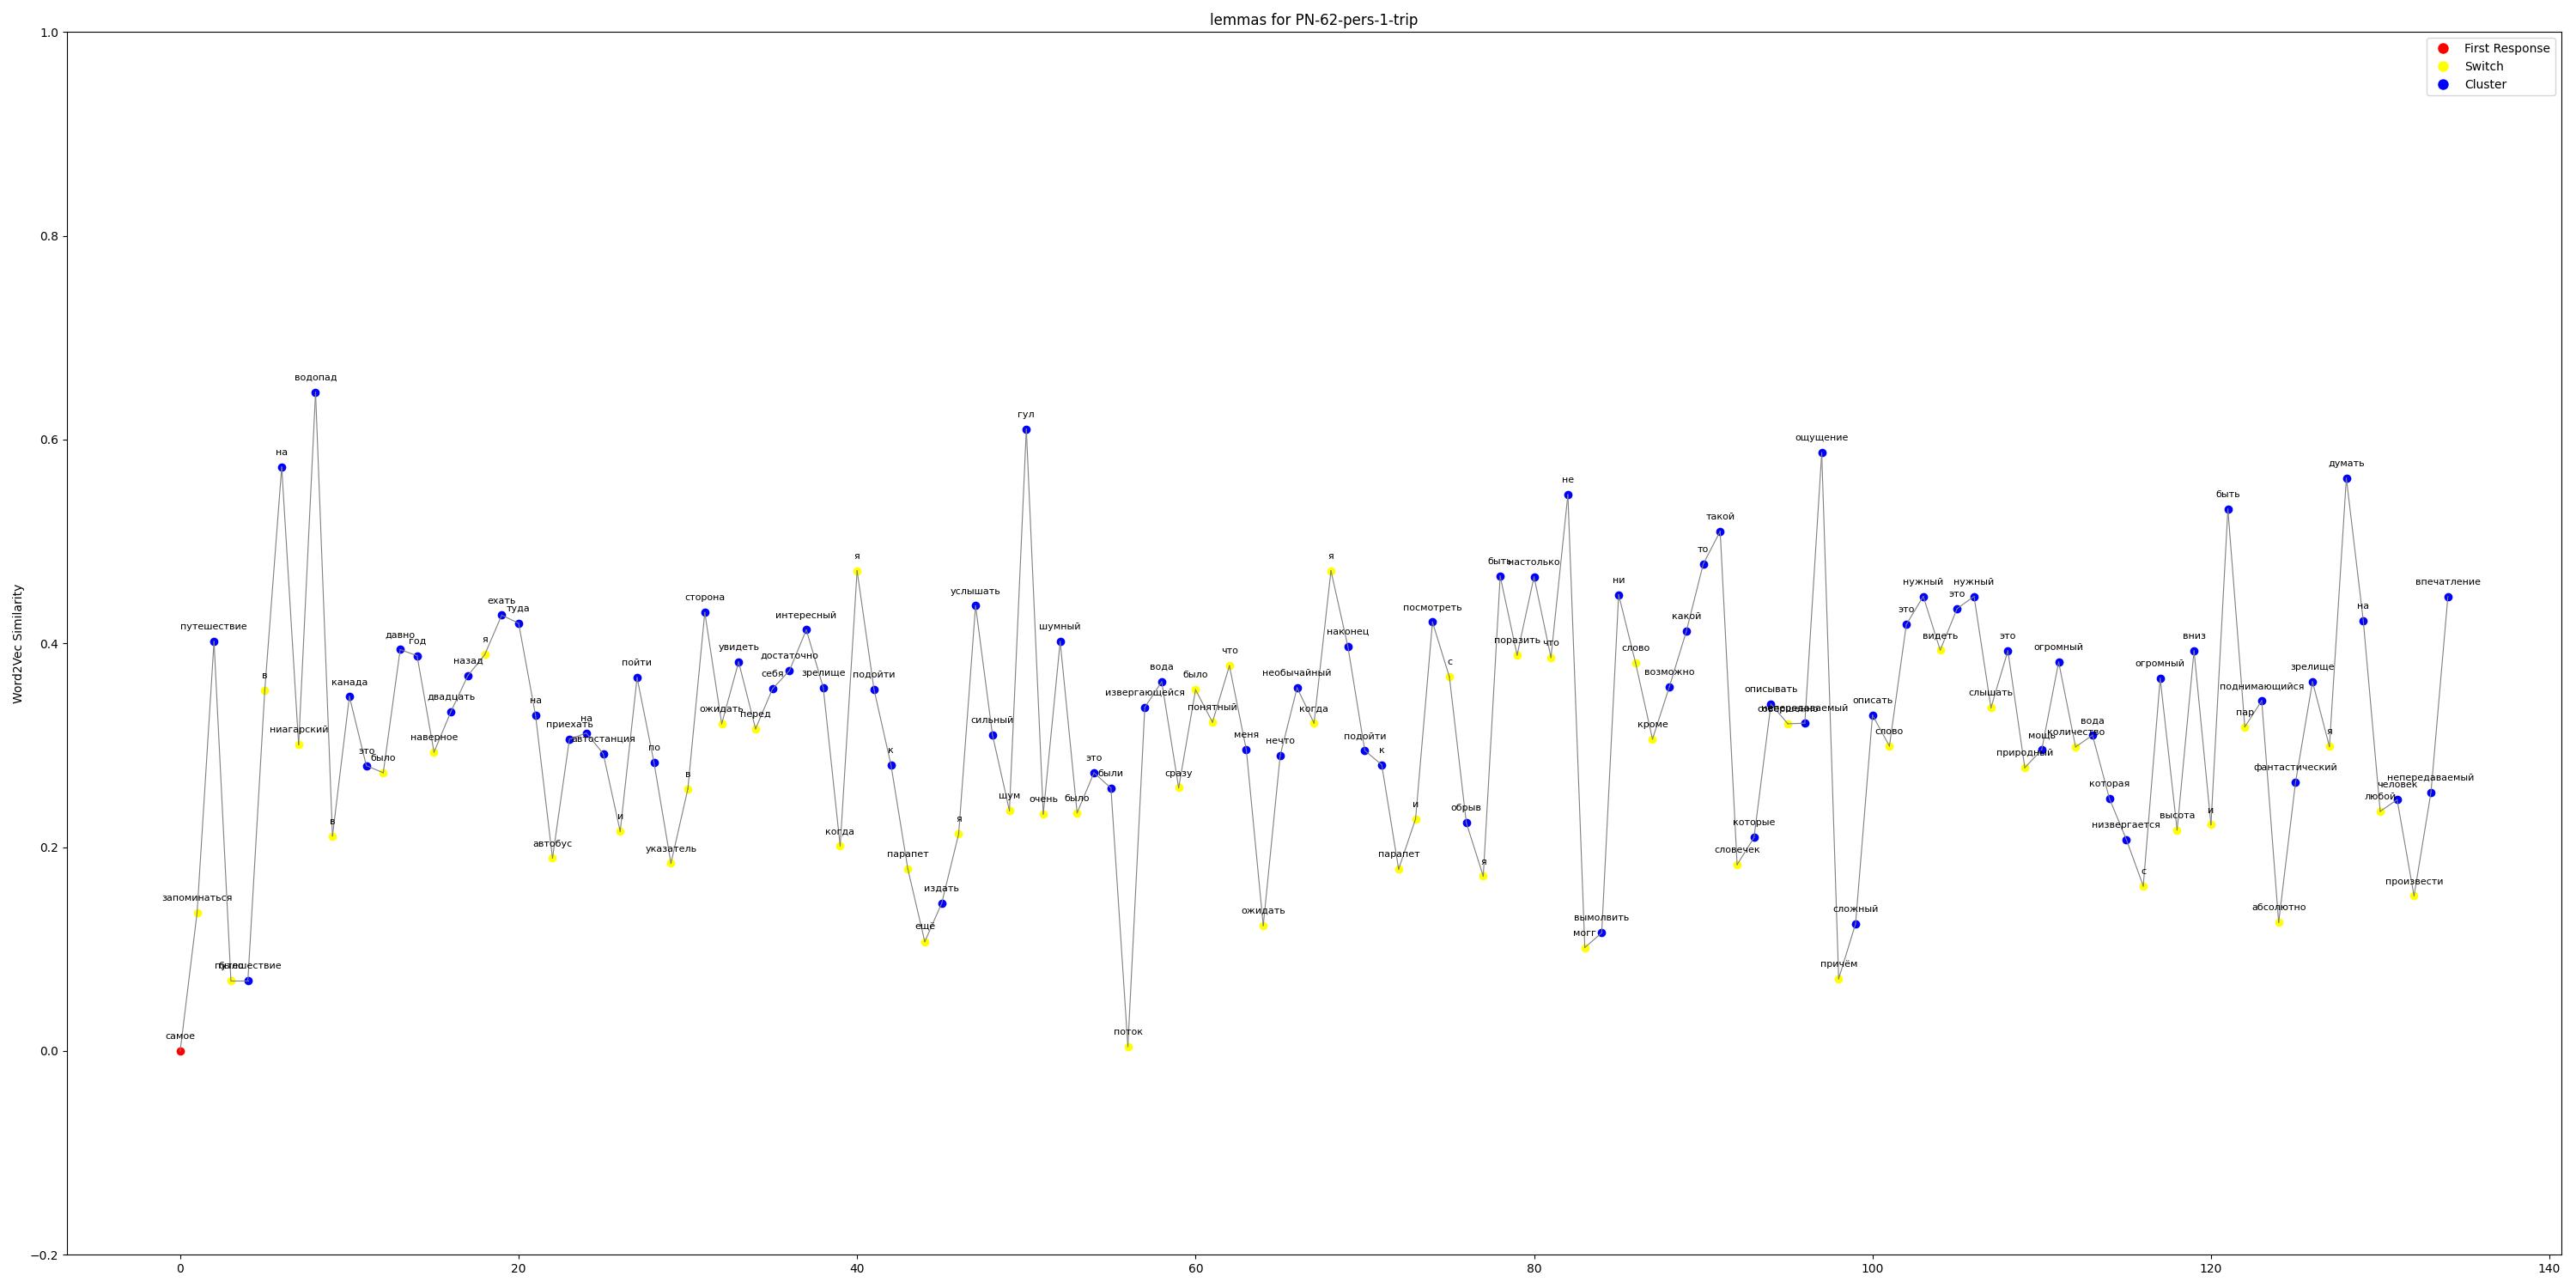 lemmas for PN-62-pers-1-trip
Word2Vec Similarity
1.0
0.8
0.6
0.4
0.2
0.0
−0.2
0
20
40
60
80
100
120
140
First Response
Switch
Cluster
самое
запоминаться
путешествие
было
путешествие
в
на
ниагарский
водопад
в
канада
это
было
давно
год
наверное
двадцать
назад
я
ехать
туда
на
автобус
приехать
на
автостанция
и
пойти
по
указатель
в
сторона
ожидать
увидеть
перед
себя
достаточно
интересный
зрелище
когда
я
подойти
к
парапет
ещё
издать
я
услышать
сильный
шум
гул
очень
шумный
было
это
были
поток
извергающейся
вода
сразу
было
понятный
что
меня
ожидать
нечто
необычайный
когда
я
наконец
подойти
к
парапет
и
посмотреть
с
обрыв
я
быть
поразить
настолько
что
не
могг
вымолвить
ни
слово
кроме
возможно
какой
то
такой
словечек
которые
описывать
совершенно
непередаваемый
ощущение
причём
сложный
описать
слово
это
нужный
видеть
это
нужный
слышать
это
природный
мощь
огромный
количество
вода
которая
низвергается
с
огромный
высота
вниз
и
быть
пар
поднимающийся
абсолютно
фантастический
зрелище
я
думать
на
любой
человек
произвести
непередаваемый
впечатление